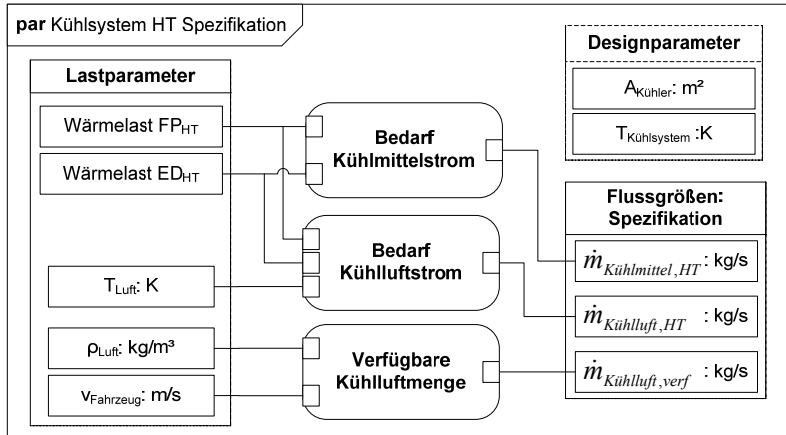 par Kühlsystem HT Spezifikation
Lastparameter
Wärmelast FP_HT
Wärmelast ED_HT
T_Luft: K
ρ_Luft: kg/m³
v_Fahrzeug: m/s
Bedarf
Kühlmittelstrom
Bedarf
Kühlluftstrom
Verfügbare
Kühlluftmenge
Designparameter
A_Kühler: m²
T_Kühlsystem :K
Flussgrößen:
Spezifikation
ṁ_Kühlmittel,HT : kg/s
ṁ_Kühlluft,HT : kg/s
ṁ_Kühlluft,verf : kg/s